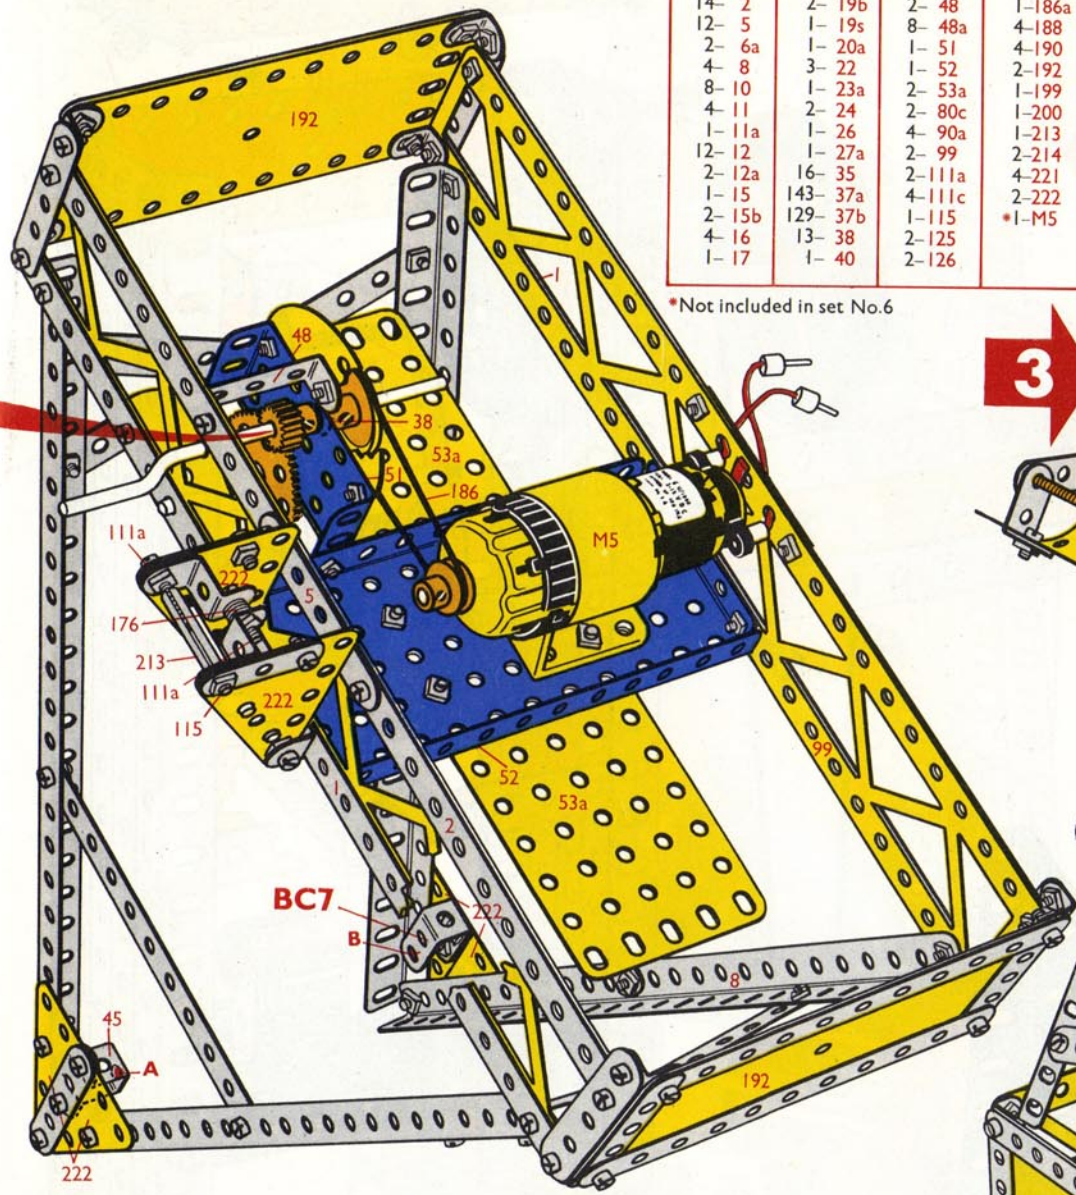 14– 2 2– 19b 2– 48 1–186a
12– 5 1– 19s 8– 48a 4–188
2– 6a 1– 20a 1– 51 4–190
4– 8 3– 22 1– 52 2–192
8– 10 1– 23a 2– 53a 1–199
4– 11 2– 24 2– 80c 1–200
1– 11a 1– 26 4– 90a 1–213
12– 12 1– 27a 2– 99 2–214
2– 12a 16– 35 2–111a 4–221
1– 15 143– 37a 4–111c 2–222
2– 15b 129– 37b 1–115 *1–M5
4– 16 13– 38 2–125
1– 17 1– 40 2–126
*Not included in set No.6
3
192
1
48
38
53a
51
186
M5
111a
222
5
176
213
111a
222
115
99
52
53a
1
2
BC7
222
B
8
45
A
192
222